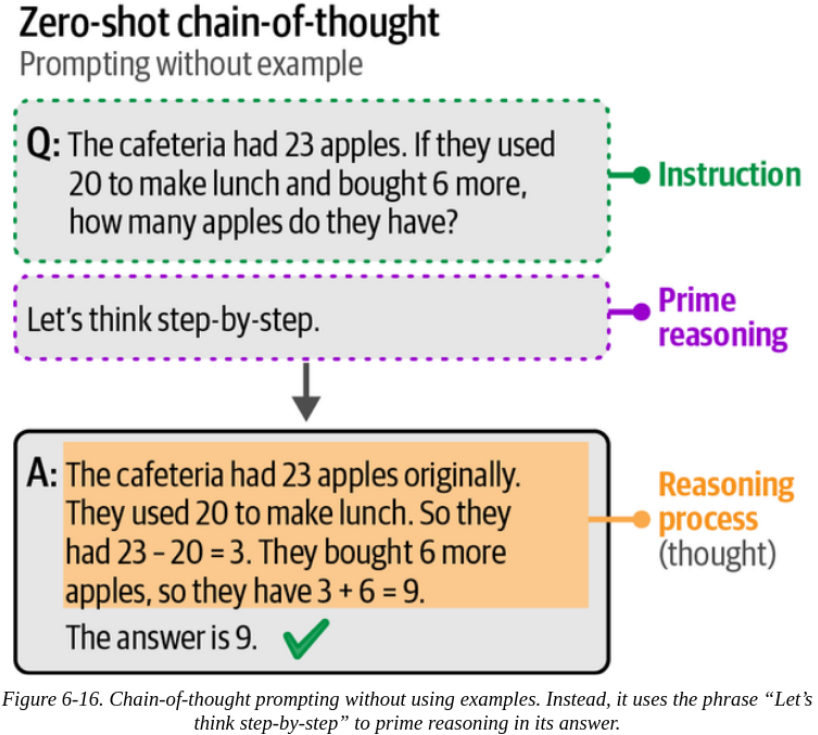 Zero-shot chain-of-thought
Prompting without example
Q: The cafeteria had 23 apples. If they used
20 to make lunch and bought 6 more,
how many apples do they have?
Instruction
Let's think step-by-step.
Prime
reasoning
A: The cafeteria had 23 apples originally.
They used 20 to make lunch. So they
had 23 – 20 = 3. They bought 6 more
apples, so they have 3 + 6 = 9.
The answer is 9.
Reasoning
process
(thought)
Figure 6-16. Chain-of-thought prompting without using examples. Instead, it uses the phrase “Let’s
think step-by-step” to prime reasoning in its answer.